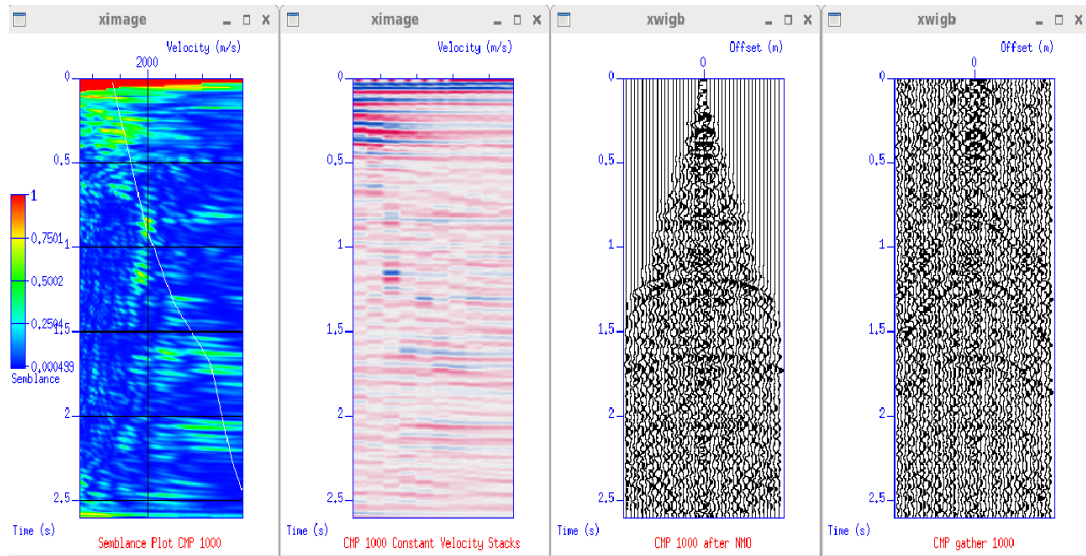 ximage
Velocity (m/s)
2000
0
0.5
1
1.5
2
2.5
1
0.7501
0.5002
0.2504
0.000499
Semblance
Time (s)
Semblance Plot CMP 1000
ximage
Velocity (m/s)
0
0.5
1
1.5
2
2.5
Time (s)
CMP 1000 Constant Velocity Stacks
xwigb
Offset (m)
0
0
0.5
1
1.5
2
2.5
Time (s)
CMP 1000 after NMO
xwigb
Offset (m)
0
0
0.5
1
1.5
2
2.5
Time (s)
CMP gather 1000